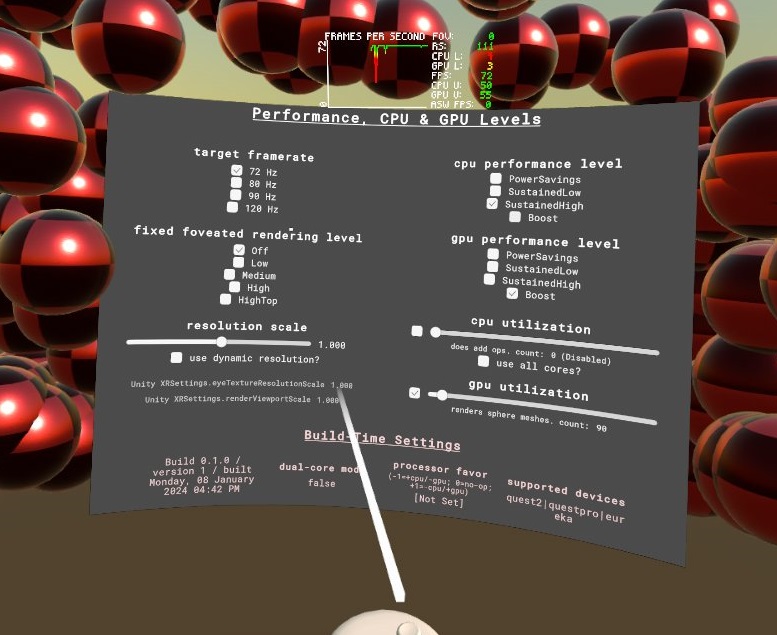 FRAMES PER SECOND
72
0
FOV: 0
RS: 111
CPU L:
GPU L: 3
FPS: 72
CPU U: 50
GPU U: 55
ASW FPS: 0
Performance, CPU & GPU Levels
target framerate
72 Hz
80 Hz
90 Hz
120 Hz
fixed foveated rendering level
Off
Low
Medium
High
HighTop
resolution scale
1.000
use dynamic resolution?
Unity XRSettings.eyeTextureResolutionScale 1.000
Unity XRSettings.renderViewportScale 1.000
cpu performance level
PowerSavings
SustainedLow
SustainedHigh
Boost
gpu performance level
PowerSavings
SustainedLow
SustainedHigh
Boost
cpu utilization
does add ops. count: 0 (Disabled)
use all cores?
gpu utilization
renders sphere meshes. count: 90
Build-Time Settings
Build 0.1.0 /
version 1 / built
Monday, 08 January
2024 04:42 PM
dual-core mod
false
processor favor
(-1=+cpu/-gpu; 0=no-op;
+1=-cpu/+gpu)
[Not Set]
supported devices
quest2|questpro|eur
eka